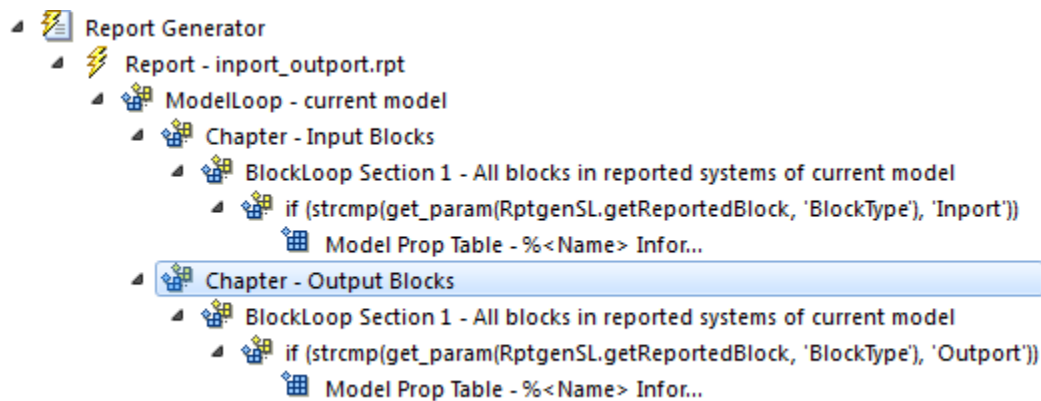 Report Generator
Report - inport_outport.rpt
ModelLoop - current model
Chapter - Input Blocks
BlockLoop Section 1 - All blocks in reported systems of current model
if (strcmp(get_param(RptgenSL.getReportedBlock, 'BlockType'), 'Inport'))
Model Prop Table - %<Name> Infor...
Chapter - Output Blocks
BlockLoop Section 1 - All blocks in reported systems of current model
if (strcmp(get_param(RptgenSL.getReportedBlock, 'BlockType'), 'Outport'))
Model Prop Table - %<Name> Infor...